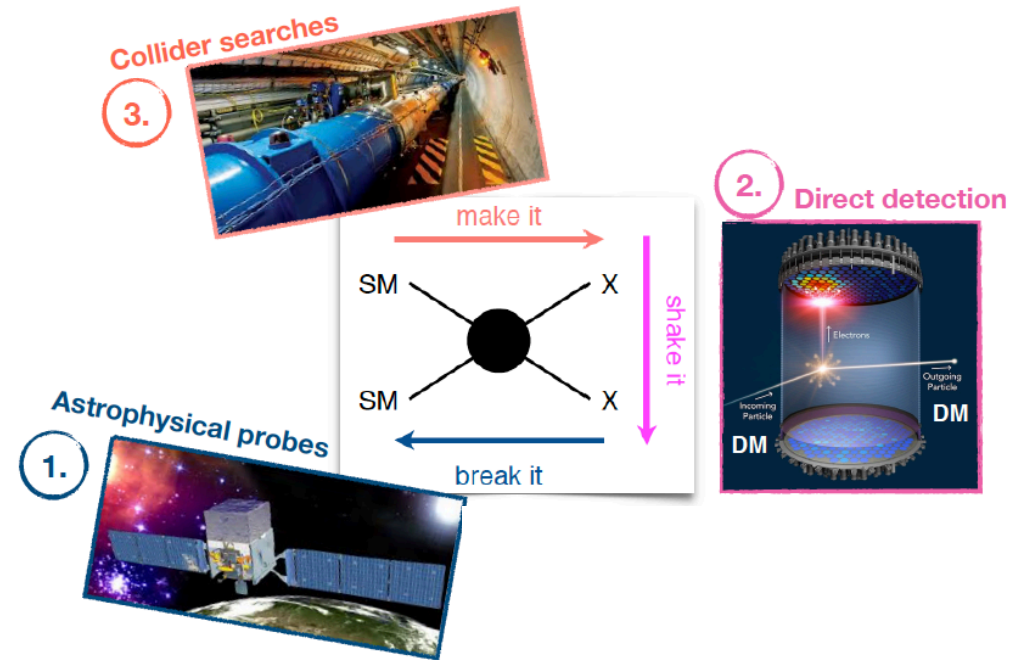 Collider searches
3.
2.
Direct detection
make it
SM
X
shake it
SM
X
break it
Electrons
Incoming
Particle
DM
Outgoing
Particle
DM
Astrophysical probes
1.